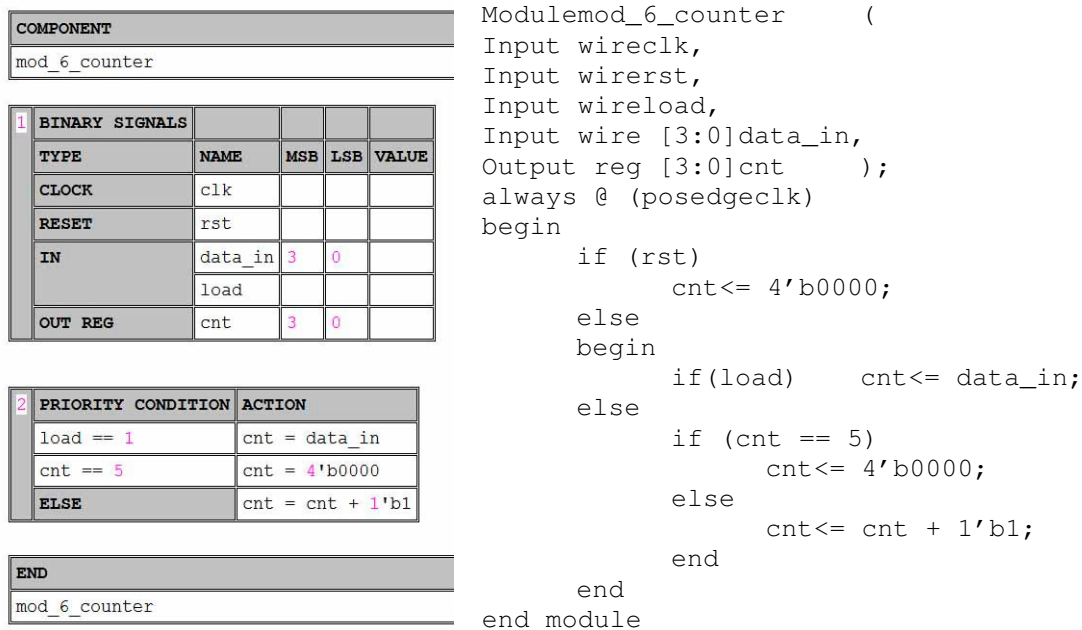 COMPONENT
mod_6_counter
1 BINARY SIGNALS
TYPE NAME MSB LSB VALUE
CLOCK clk
RESET rst
IN data_in 3 0
load
OUT REG cnt 3 0
2 PRIORITY CONDITION ACTION
load == 1 cnt = data_in
cnt == 5 cnt = 4'b0000
ELSE cnt = cnt + 1'b1
END
mod_6_counter
Modulemod_6_counter (
Input wireclk,
Input wirerst,
Input wireload,
Input wire [3:0]data_in,
Output reg [3:0]cnt );
always @ (posedgeclk)
begin
if (rst)
cnt<= 4’b0000;
else
begin
if(load) cnt<= data_in;
else
if (cnt == 5)
cnt<= 4’b0000;
else
cnt<= cnt + 1’b1;
end
end
end module